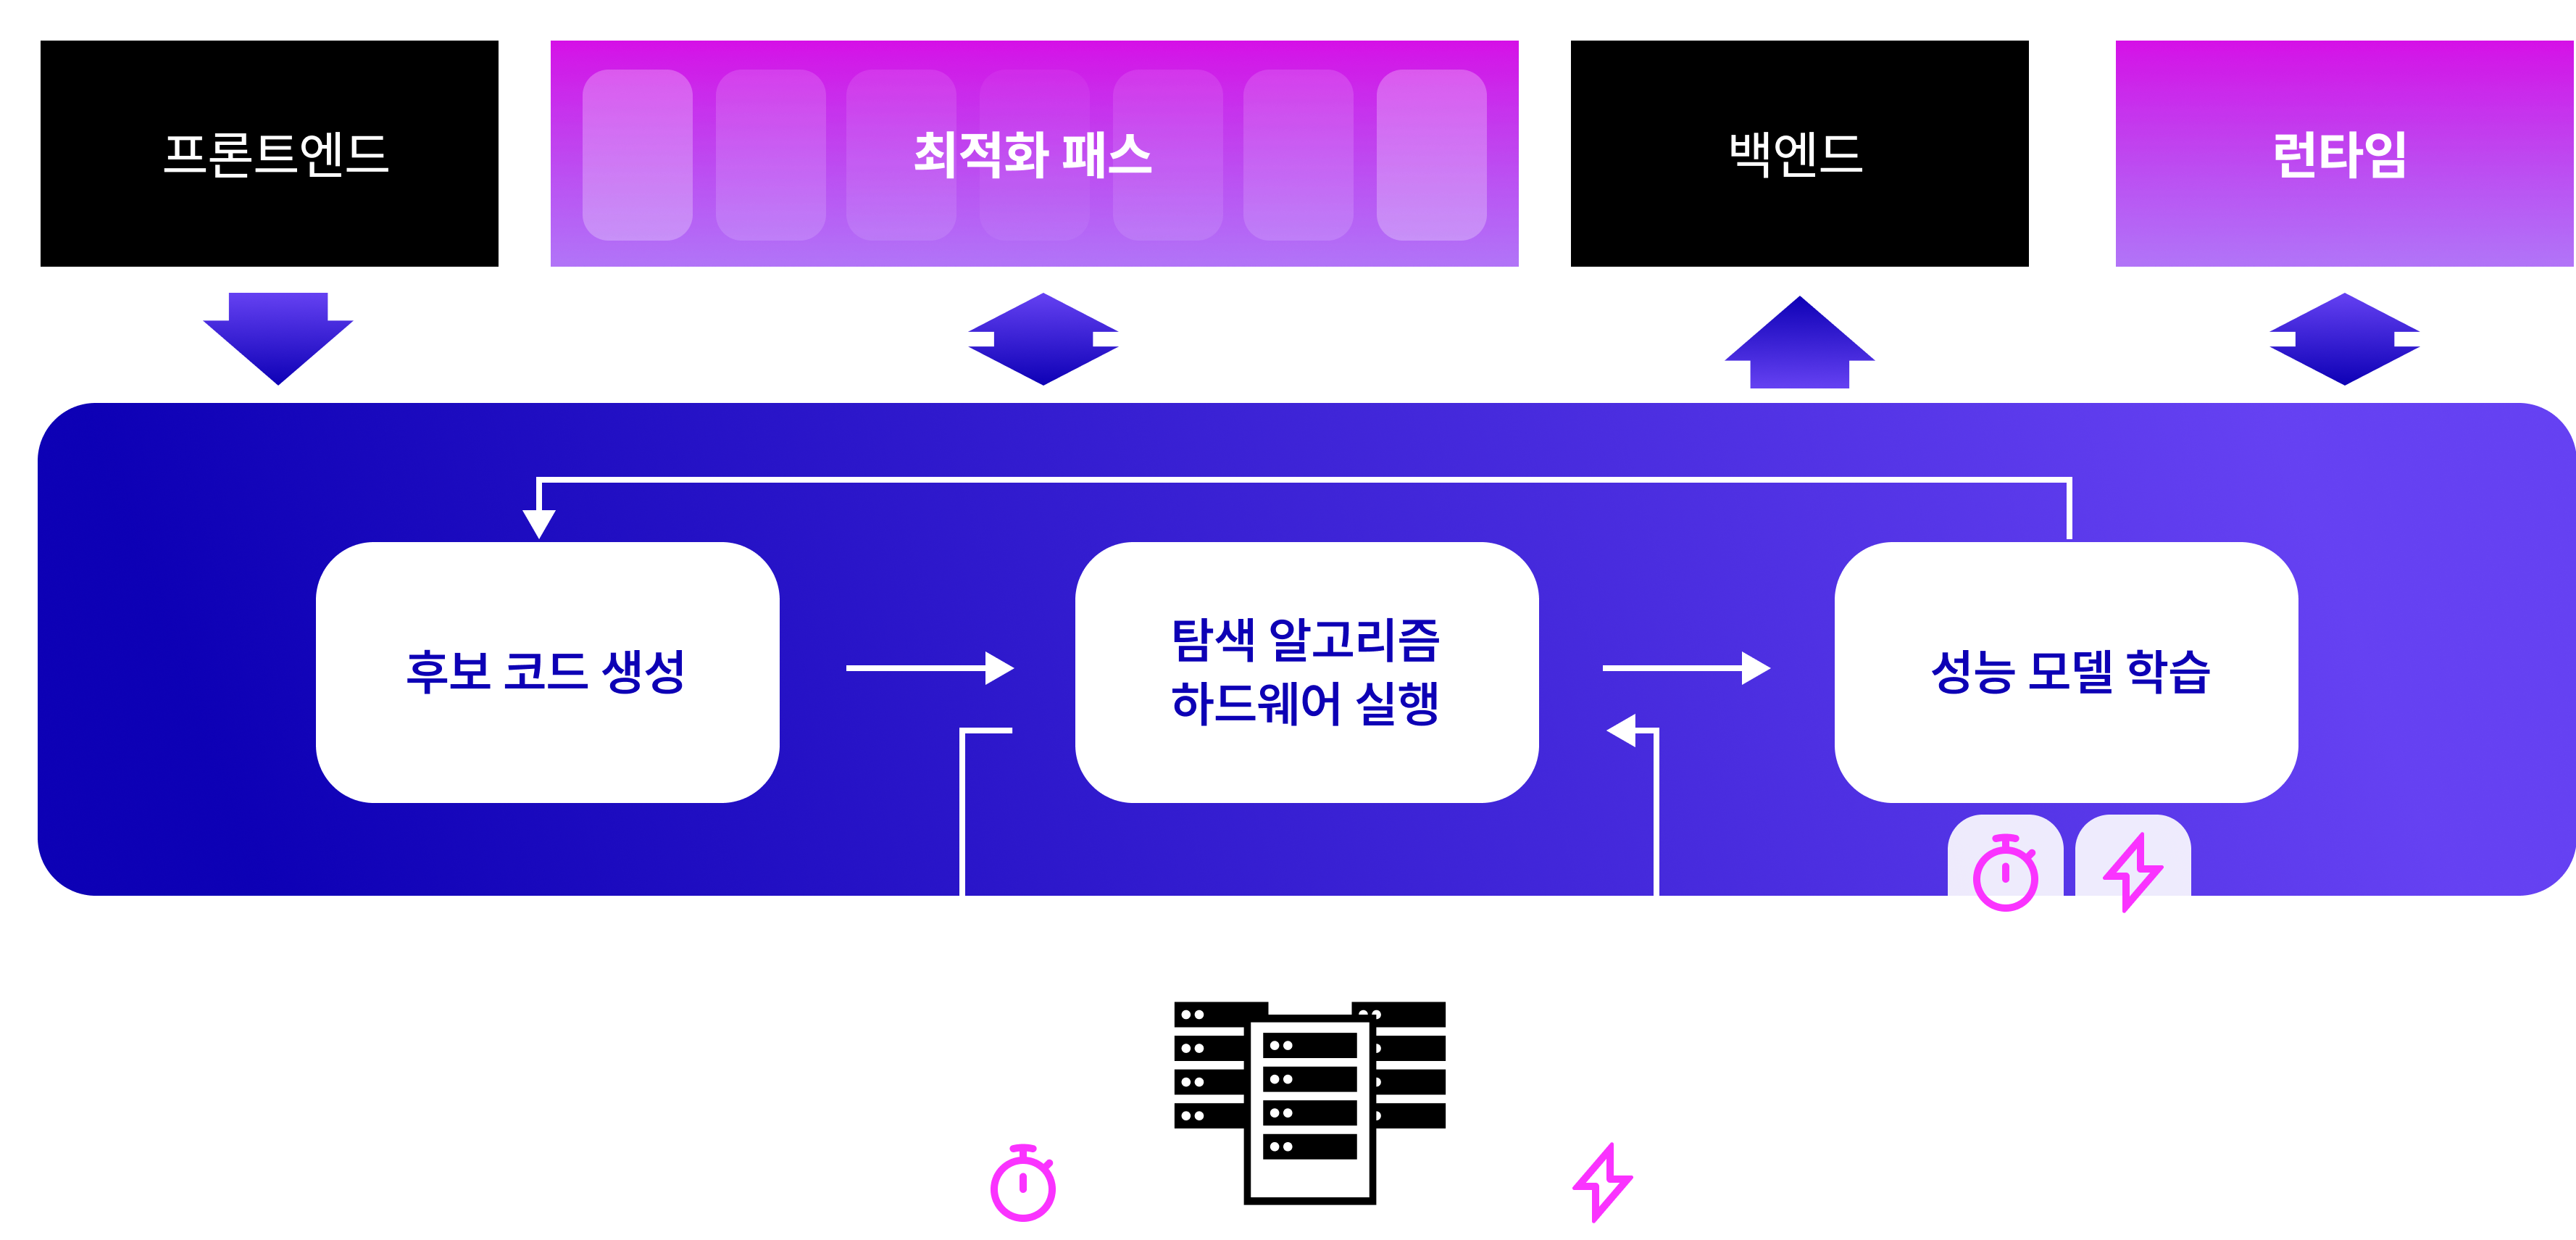 프론트엔드
최적화 패스
백엔드
런타임
후보 코드 생성
탐색 알고리즘
하드웨어 실행
성능 모델 학습